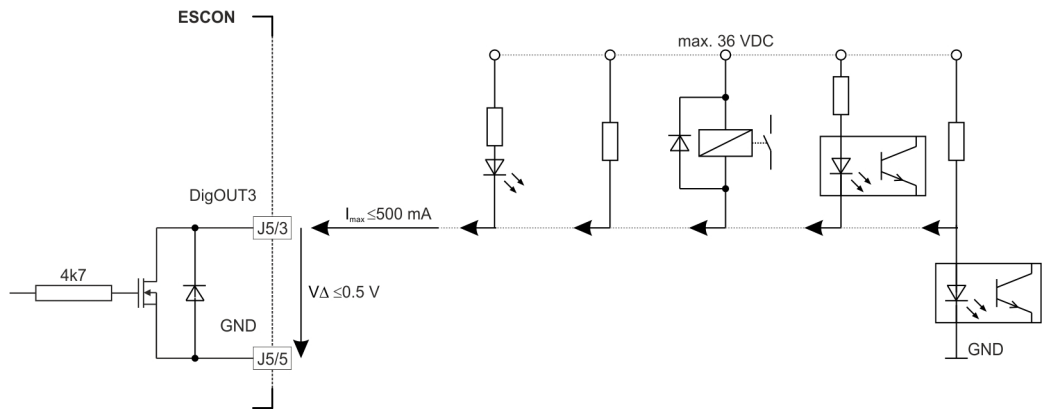 ESCON
max. 36 VDC
DigOUT3
J5/3
Imax ≤500 mA
4k7
VΔ ≤0.5 V
GND
J5/5
GND